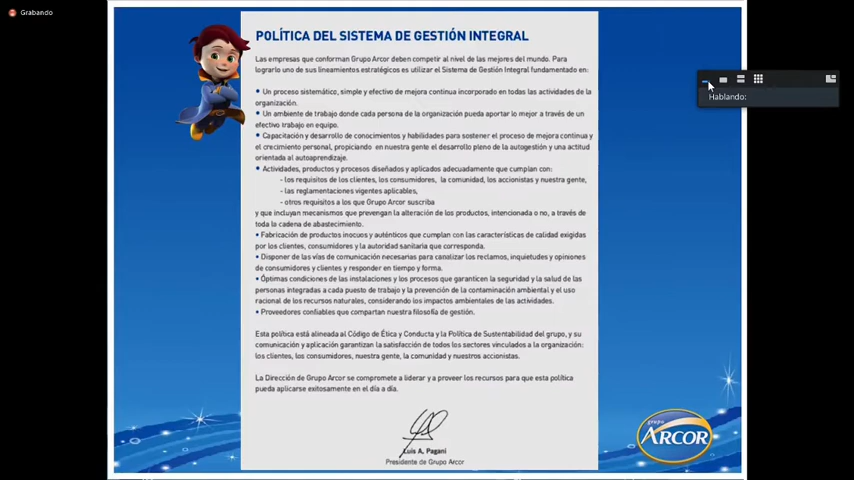 Grabando
POLÍTICA DEL SISTEMA DE GESTIÓN INTEGRAL
Las empresas que conforman Grupo Arcor deben competir al nivel de las mejores del mundo. Para
lograrlo uno de sus lineamientos estratégicos es utilizar el Sistema de Gestión Integral fundamentado en:
• Un proceso sistemático, simple y efectivo de mejora continua incorporado en todas las actividades de la
organización.
• Un ambiente de trabajo donde cada persona de la organización pueda aportar lo mejor a través de un
efectivo trabajo en equipo.
• Capacitación y desarrollo de conocimientos y habilidades para sostener el proceso de mejora continua y
el crecimiento personal, propiciando en nuestra gente el desarrollo pleno de la autogestión y una actitud
orientada al autoaprendizaje.
• Actividades, productos y procesos diseñados y aplicados adecuadamente que cumplan con:
- los requisitos de los clientes, los consumidores, la comunidad, los accionistas y nuestra gente,
- las reglamentaciones vigentes aplicables,
- otros requisitos a los que Grupo Arcor suscriba
y que incluyan mecanismos que prevengan la alteración de los productos, intencionada o no, a través de
toda la cadena de abastecimiento.
• Fabricación de productos inocuos y auténticos que cumplan con las características de calidad exigidas
por los clientes, consumidores y la autoridad sanitaria que corresponda.
• Disponer de las vías de comunicación necesarias para canalizar los reclamos, inquietudes y opiniones
de consumidores y clientes y responder en tiempo y forma.
• Óptimas condiciones de las instalaciones y los procesos que garanticen la seguridad y la salud de las
personas integradas a cada puesto de trabajo y la prevención de la contaminación ambiental y el uso
racional de los recursos naturales, considerando los impactos ambientales de las actividades.
• Proveedores confiables que compartan nuestra filosofía de gestión.
Esta política está alineada al Código de Ética y Conducta y la Política de Sustentabilidad del grupo, y su
comunicación y aplicación garantizan la satisfacción de todos los sectores vinculados a la organización:
los clientes, los consumidores, nuestra gente, la comunidad y nuestros accionistas.
La Dirección de Grupo Arcor se compromete a liderar y a proveer los recursos para que esta política
pueda aplicarse exitosamente en el día a día.
Luis A. Pagani
Presidente de Grupo Arcor
Hablando:
grupo
ARCOR